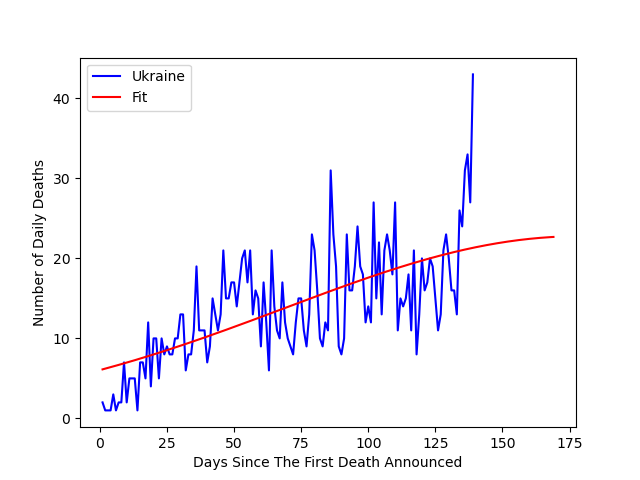 Ukraine
Fit
40
30
20
10
0
Number of Daily Deaths
0 25 50 75 100 125 150 175
Days Since The First Death Announced